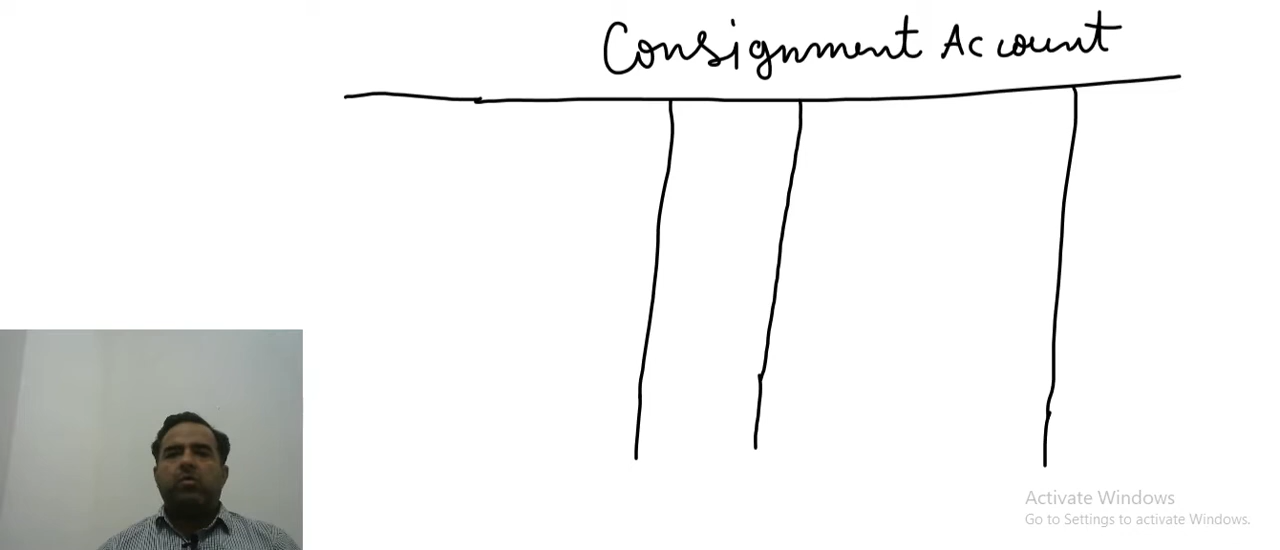 Consignment Account
Activate Windows
Go to Settings to activate Windows.